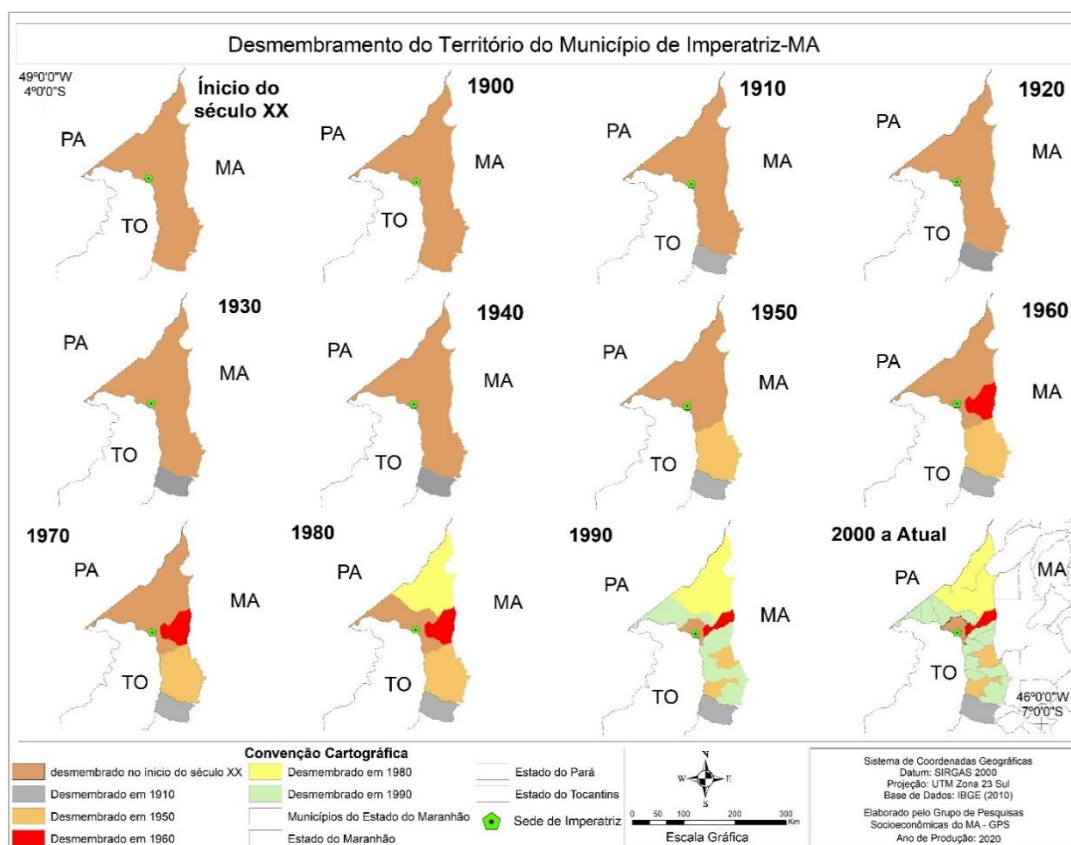 Desmembramento do Território do Município de Imperatriz-MA
49º0'0"W
4º0'0"S
Ínicio do
século XX
PA
MA
TO
1900
PA
MA
TO
1910
PA
MA
TO
1920
PA
MA
TO
1930
PA
MA
TO
1940
PA
MA
TO
1950
PA
MA
TO
1960
PA
MA
TO
1970
PA
MA
TO
1980
PA
MA
TO
1990
PA
MA
TO
2000 a Atual
PA
MA
TO
46º0'0"W
7º0'0"S
Convenção Cartográfica
desmembrado no ínicio do século XX
Desmembrado em 1910
Desmembrado em 1950
Desmembrado em 1960
Desmembrado em 1980
Desmembrado em 1990
Municípios do Estado do Maranhão
Estado do Maranhão
Estado do Pará
Estado do Tocantins
Sede de Imperatriz
N
W E
S
Escala Gráfica
0 50 100 200 300
Km
Sistema de Coordenadas Geográficas
Datum: SIRGAS 2000
Projeção: UTM Zona 23 Sul
Base de Dados: IBGE (2010)
Elaborado pelo Grupo de Pesquisas
Socioeconômicas do MA - GPS
Ano de Produção: 2020